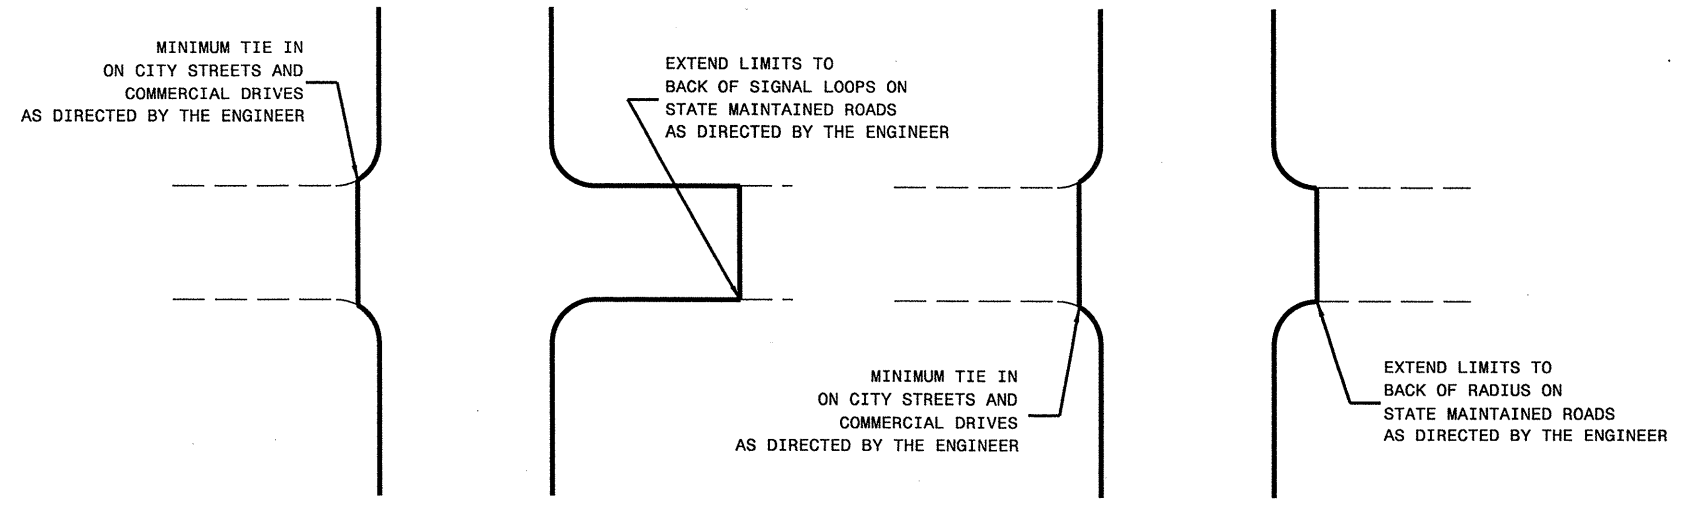 MINIMUM TIE IN
ON CITY STREETS AND
COMMERCIAL DRIVES
AS DIRECTED BY THE ENGINEER
EXTEND LIMITS TO
BACK OF SIGNAL LOOPS ON
STATE MAINTAINED ROADS
AS DIRECTED BY THE ENGINEER
MINIMUM TIE IN
ON CITY STREETS AND
COMMERCIAL DRIVES
AS DIRECTED BY THE ENGINEER
EXTEND LIMITS TO
BACK OF RADIUS ON
STATE MAINTAINED ROADS
AS DIRECTED BY THE ENGINEER